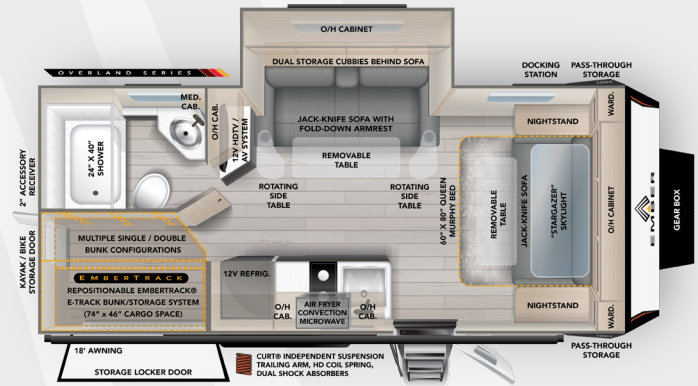 O/H CABINET
OVERLAND SERIES
DUAL STORAGE CUBBIES BEHIND SOFA
DOCKING
STATION
PASS-THROUGH
STORAGE
MED.
CAB.
O/H CAB.
12V HDTV /
AV SYSTEM
JACK-KNIFE SOFA WITH
FOLD-DOWN ARMREST
NIGHTSTAND
WARD.
24" X 40"
SHOWER
2" ACCESSORY
RECEIVER
REMOVABLE
TABLE
ROTATING
SIDE
TABLE
ROTATING
SIDE
TABLE
60" X 80" QUEEN
MURPHY BED
REMOVABLE
TABLE
JACK-KNIFE SOFA
"STARGAZER"
SKYLIGHT
O/H CABINET
EMBER
GEAR BOX
KAYAK / BIKE
STORAGE DOOR
MULTIPLE SINGLE / DOUBLE
BUNK CONFIGURATIONS
EMBERTRACK
REPOSITIONABLE EMBERTRACK®
E-TRACK BUNK/STORAGE SYSTEM
(74" x 46" CARGO SPACE)
12V REFRIG.
O/H
CAB.
AIR FRYER
CONVECTION
MICROWAVE
O/H
CAB.
NIGHTSTAND
WARD.
PASS-THROUGH
STORAGE
18' AWNING
STORAGE LOCKER DOOR
CURT® INDEPENDENT SUSPENSION
TRAILING ARM, HD COIL SPRING,
DUAL SHOCK ABSORBERS